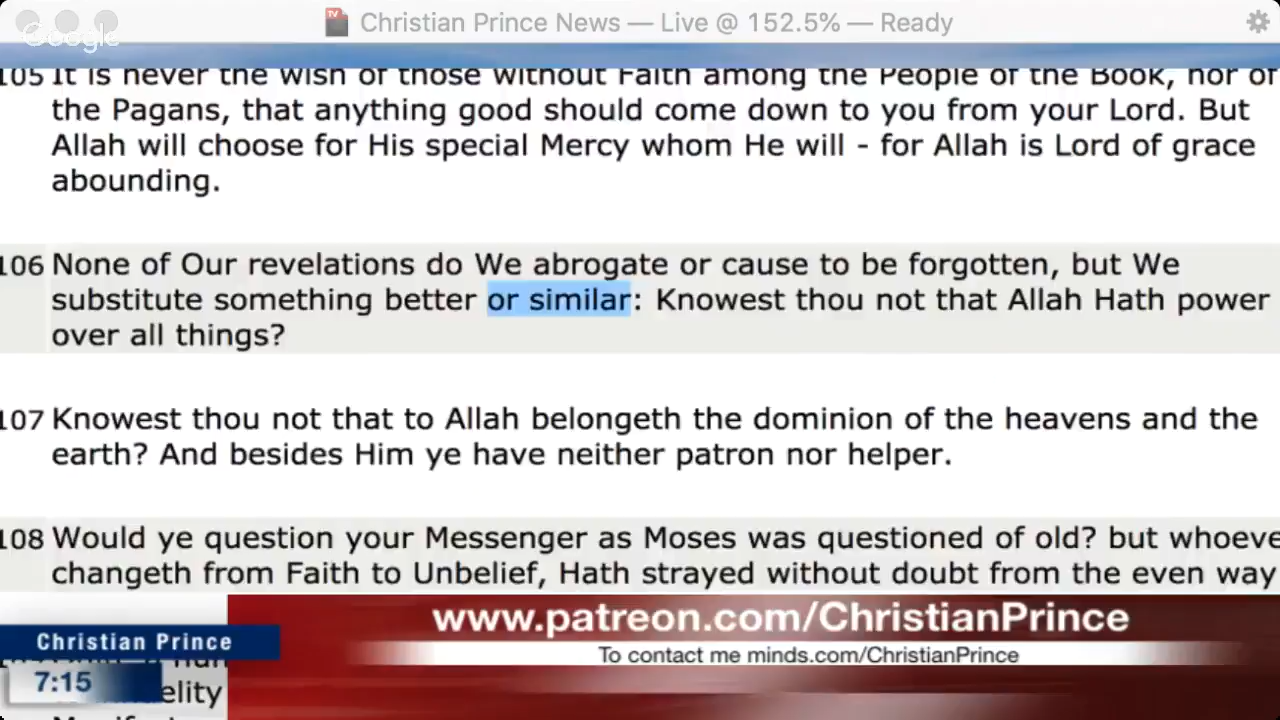 Google
TV
Christian Prince News — Live @ 152.5% — Ready
105 It is never the wish of those without Faith among the People of the Book, nor of
the Pagans, that anything good should come down to you from your Lord. But
Allah will choose for His special Mercy whom He will - for Allah is Lord of grace
abounding.
106 None of Our revelations do We abrogate or cause to be forgotten, but We
substitute something better or similar: Knowest thou not that Allah Hath power
over all things?
107 Knowest thou not that to Allah belongeth the dominion of the heavens and the
earth? And besides Him ye have neither patron nor helper.
108 Would ye question your Messenger as Moses was questioned of old? but whoeve
changeth from Faith to Unbelief, Hath strayed without doubt from the even way
www.patreon.com/ChristianPrince
Christian Prince
To contact me minds.com/ChristianPrince
7:15
elity